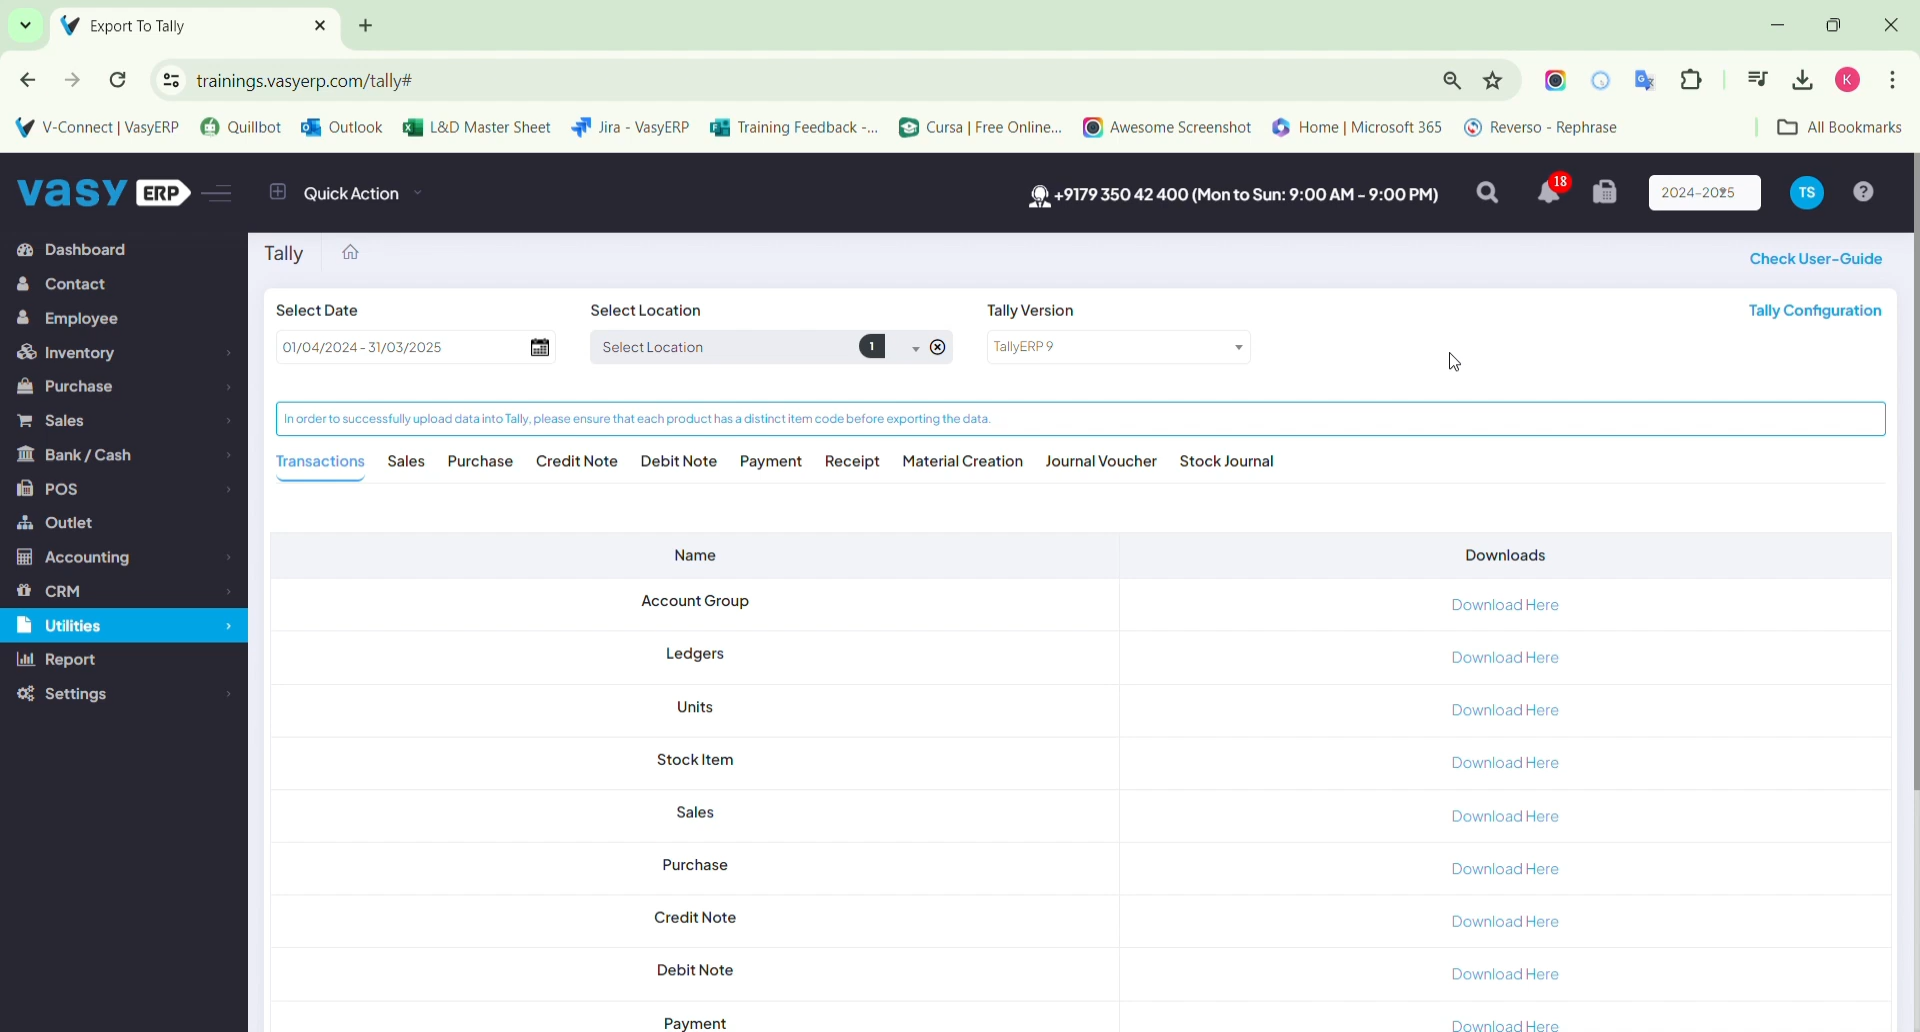 Export To Tally
trainings.vasyerp.com/tally#
V-Connect | VasyERP Quillbot Outlook L&D Master Sheet Jira - VasyERP Training Feedback -... Cursa | Free Online... Awesome Screenshot Home | Microsoft 365 Reverso - Rephrase All Bookmarks
vasy ERP Quick Action +9179 350 42 400 (Mon to Sun: 9:00 AM - 9:00 PM) 18 2024-2025 TS
Dashboard
Contact
Employee
Inventory
Purchase
Sales
Bank / Cash
POS
Outlet
Accounting
CRM
Utilities
Report
Settings
Tally
Check User-Guide
Select Date Select Location Tally Version Tally Configuration
01/04/2024 - 31/03/2025 Select Location 1 TallyERP 9
In order to successfully upload data into Tally, please ensure that each product has a distinct item code before exporting the data.
Transactions Sales Purchase Credit Note Debit Note Payment Receipt Material Creation Journal Voucher Stock Journal
Name Downloads
Account Group Download Here
Ledgers Download Here
Units Download Here
Stock Item Download Here
Sales Download Here
Purchase Download Here
Credit Note Download Here
Debit Note Download Here
Payment Download Here